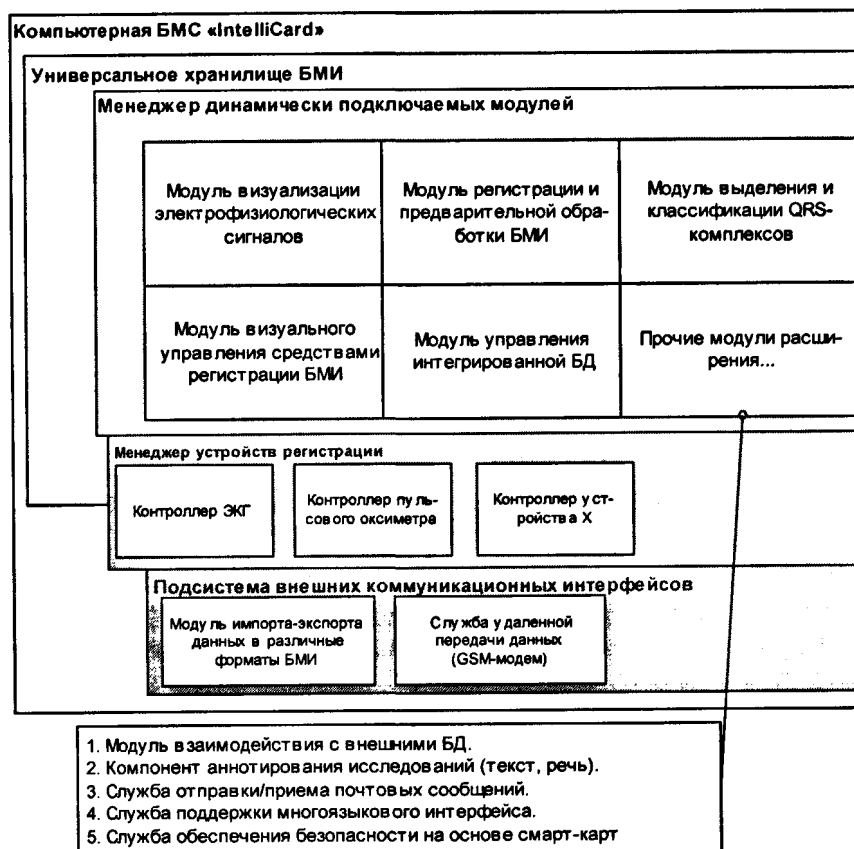 Компьютерная БМС «IntelliCard»
Универсальное хранилище БМИ
Менеджер динамически подключаемых модулей
Модуль визуализации
электрофизиологических
сигналов
Модуль регистрации и
предварительной обра-
ботки БМИ
Модуль выделения и
классификации QRS-
комплексов
Модуль визуального
управления средствами
регистрации БМИ
Модуль управления
интегрированной БД
Прочие модули расши-
рения...
Менеджер устройств регистрации
Контроллер ЭКГ
Контроллер пуль-
сового оксиметра
Контроллер уст-
ройства X
Подсистема внешних коммуникационных интерфейсов
Модуль импорта-экспорта
данных в различные
форматы БМИ
Служба удаленной
передачи данных
(GSM-модем)
1. Модуль взаимодействия с внешними БД.
2. Компонент аннотирования исследований (текст, речь).
3. Служба отправки/приема почтовых сообщений.
4. Служба поддержки многоязыкового интерфейса.
5. Служба обеспечения безопасности на основе смарт-карт